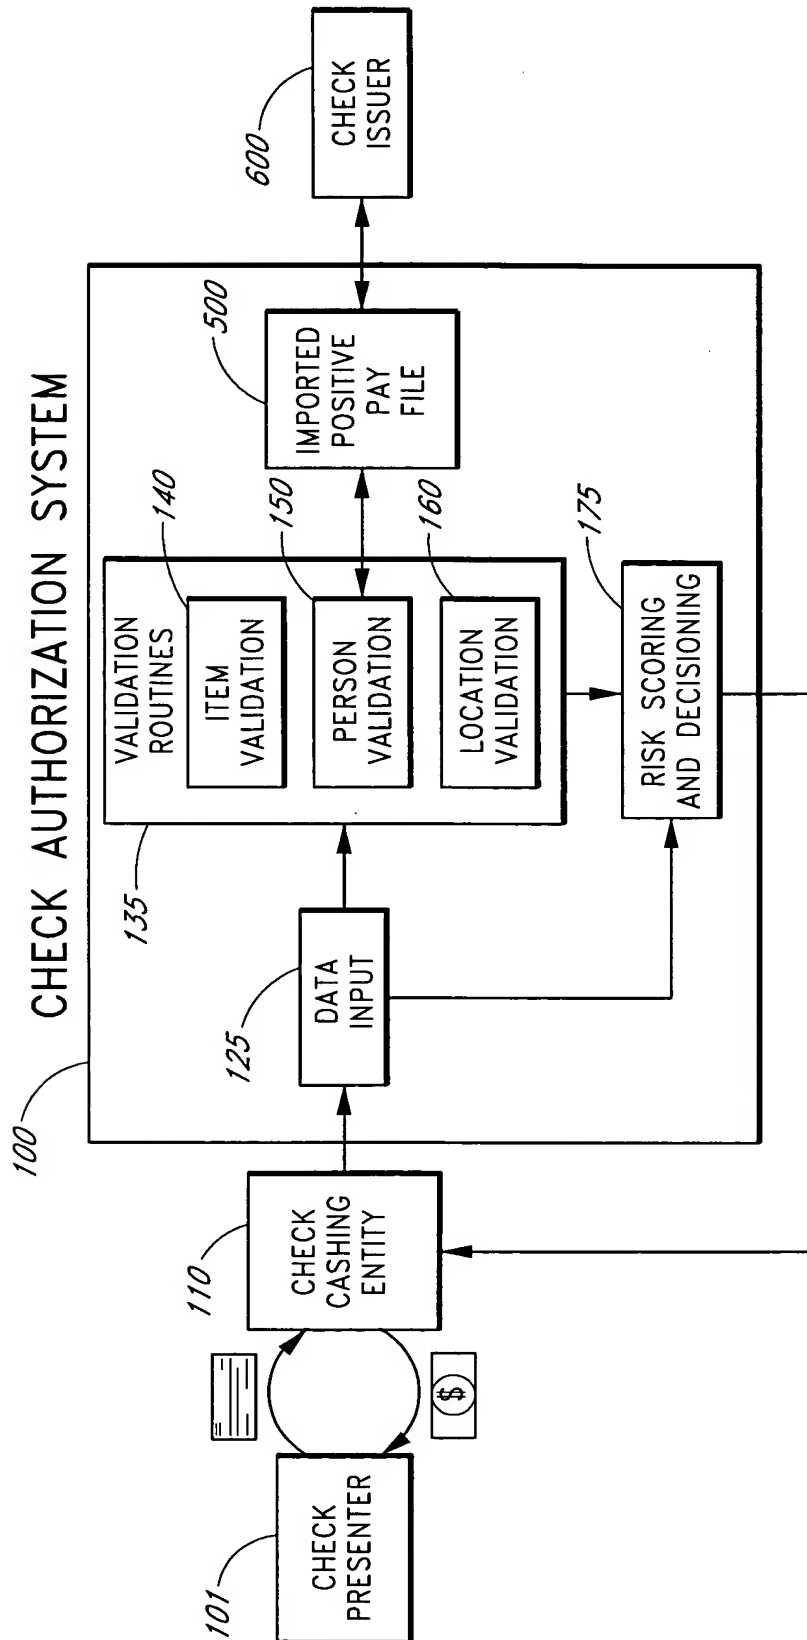 CHECK AUTHORIZATION SYSTEM
100
101
CHECK
PRESENTER
$
110
CHECK
CASHING
ENTITY
125
DATA
INPUT
135
VALIDATION
ROUTINES
140
ITEM
VALIDATION
150
PERSON
VALIDATION
160
LOCATION
VALIDATION
175
RISK SCORING
AND DECISIONING
500
IMPORTED
POSITIVE
PAY
FILE
600
CHECK
ISSUER